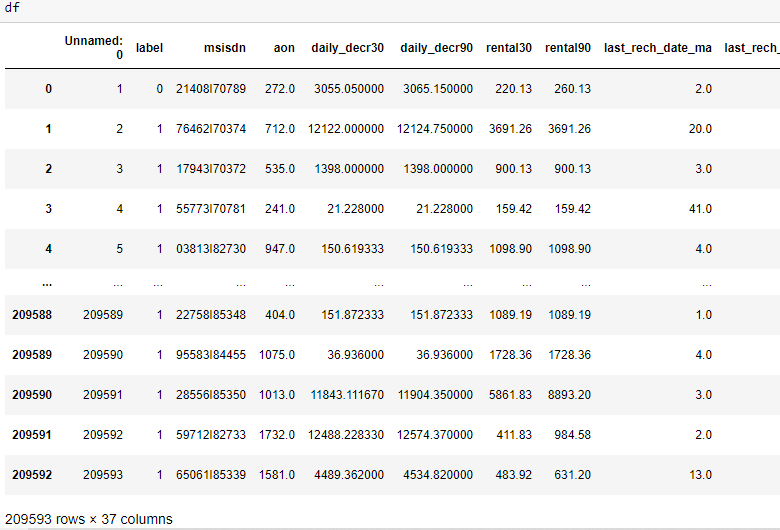 df
Unnamed: 0 label msisdn aon daily_decr30 daily_decr90 rental30 rental90 last_rech_date_ma last_rech_
0 1 0 21408I70789 272.0 3055.050000 3065.150000 220.13 260.13 2.0
1 2 1 76462I70374 712.0 12122.000000 12124.750000 3691.26 3691.26 20.0
2 3 1 17943I70372 535.0 1398.000000 1398.000000 900.13 900.13 3.0
3 4 1 55773I70781 241.0 21.228000 21.228000 159.42 159.42 41.0
4 5 1 03813I82730 947.0 150.619333 150.619333 1098.90 1098.90 4.0
... ... ... ... ... ... ... ... ... ...
209588 209589 1 22758I85348 404.0 151.872333 151.872333 1089.19 1089.19 1.0
209589 209590 1 95583I84455 1075.0 36.936000 36.936000 1728.36 1728.36 4.0
209590 209591 1 28556I85350 1013.0 11843.111670 11904.350000 5861.83 8893.20 3.0
209591 209592 1 59712I82733 1732.0 12488.228330 12574.370000 411.83 984.58 2.0
209592 209593 1 65061I85339 1581.0 4489.362000 4534.820000 483.92 631.20 13.0
209593 rows × 37 columns